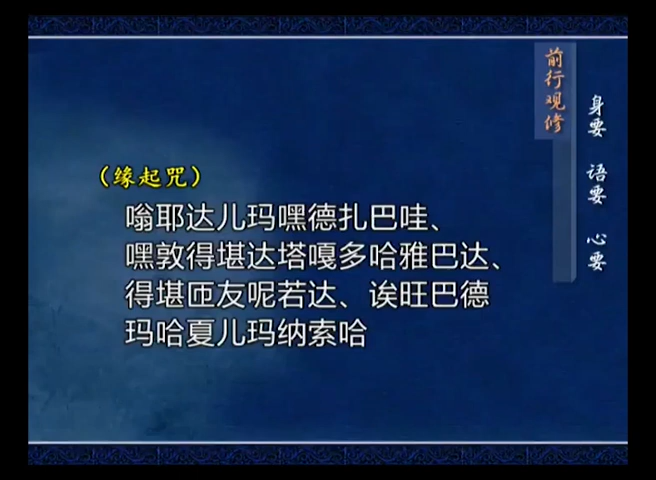 前行观修
身要 语要 心要
（缘起咒）
嗡耶达儿玛嘿德扎巴哇、
嘿敦得堪达塔嘎多哈雅巴达、
得堪匝友呢若达、诶旺巴德
玛哈夏儿玛纳索哈